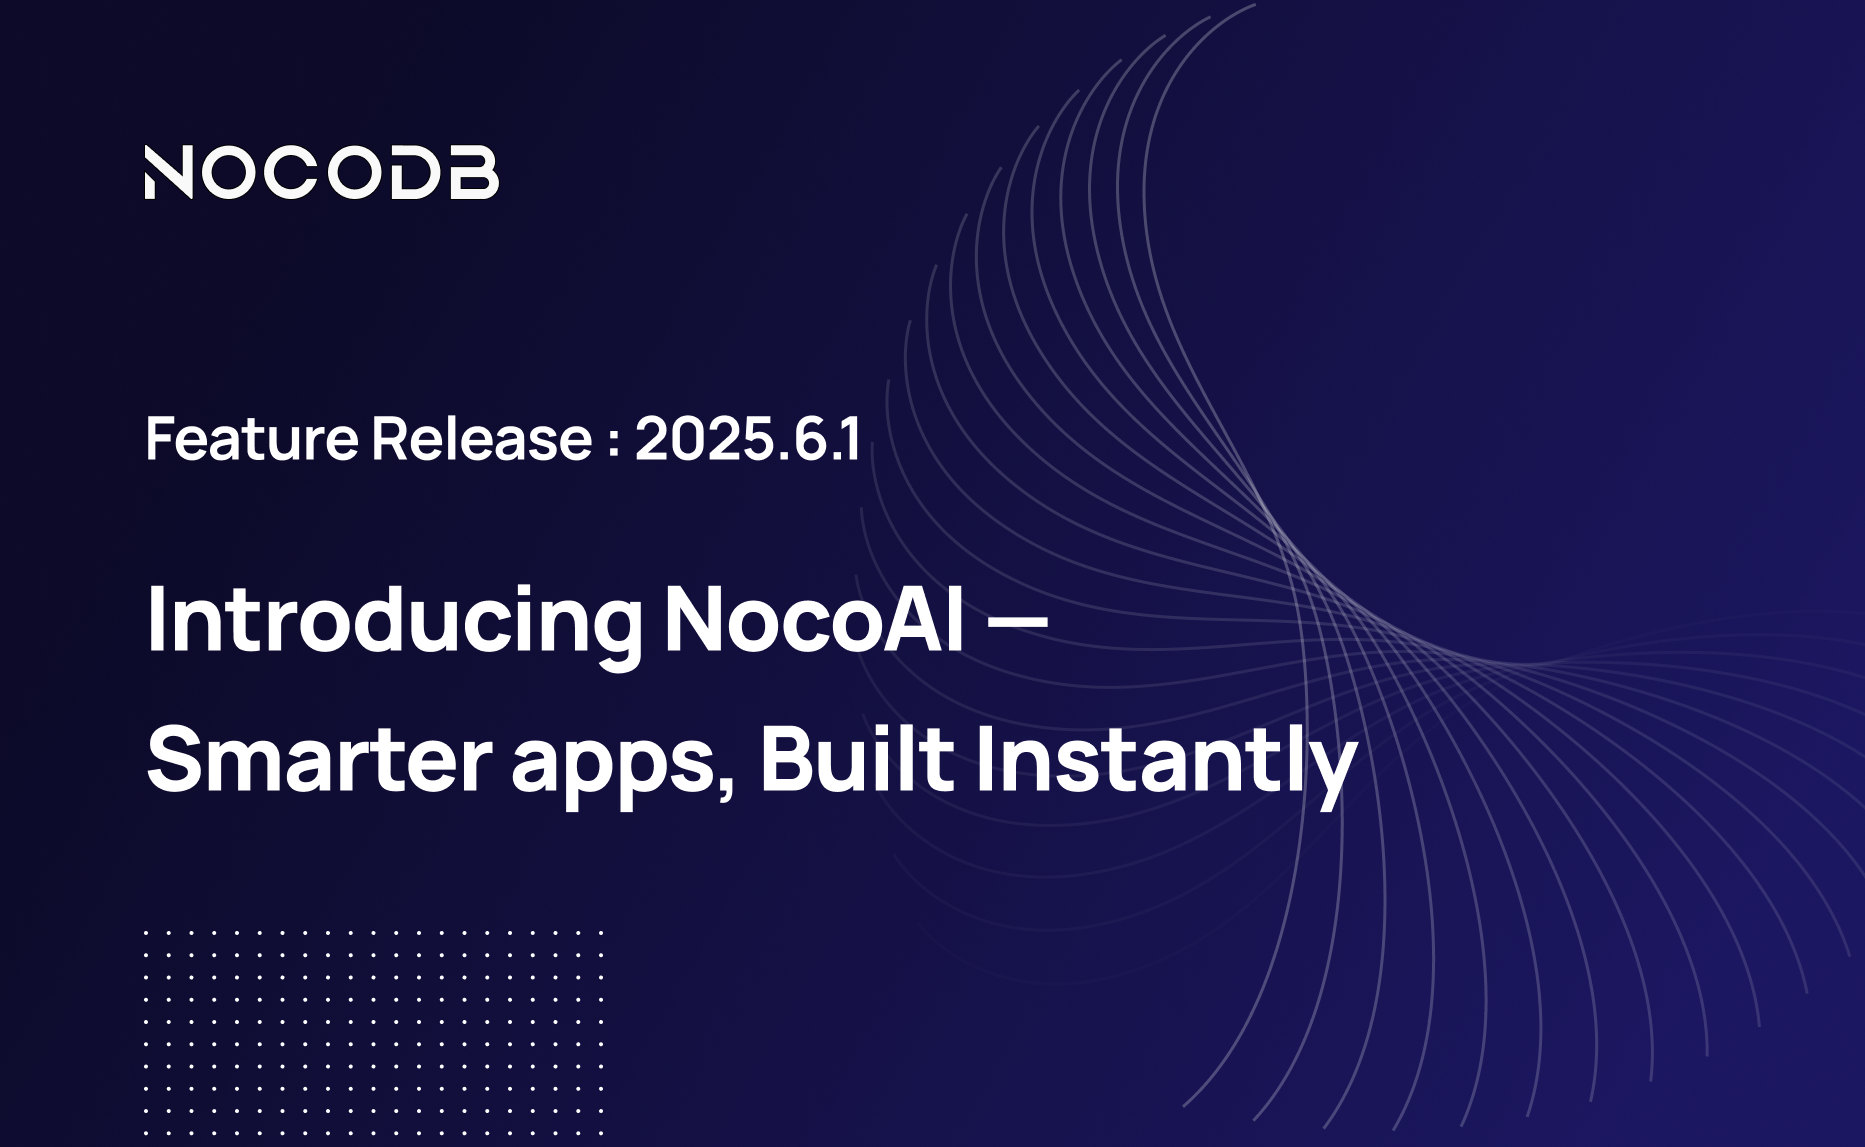 NOCODB
Feature Release : 2025.6.1
Introducing NocoAI —
Smarter apps, Built Instantly